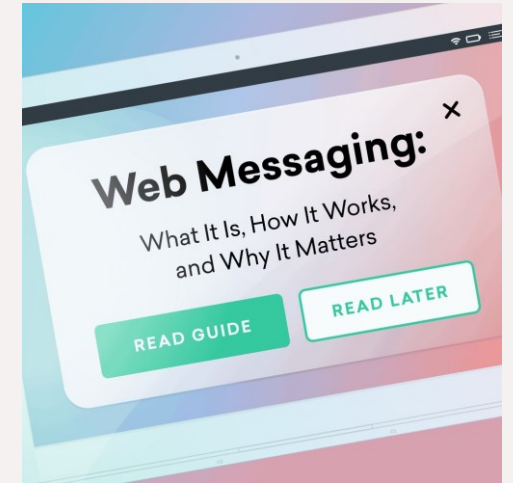 Web Messaging:
What It Is, How It Works,
and Why It Matters
READ GUIDE
READ LATER